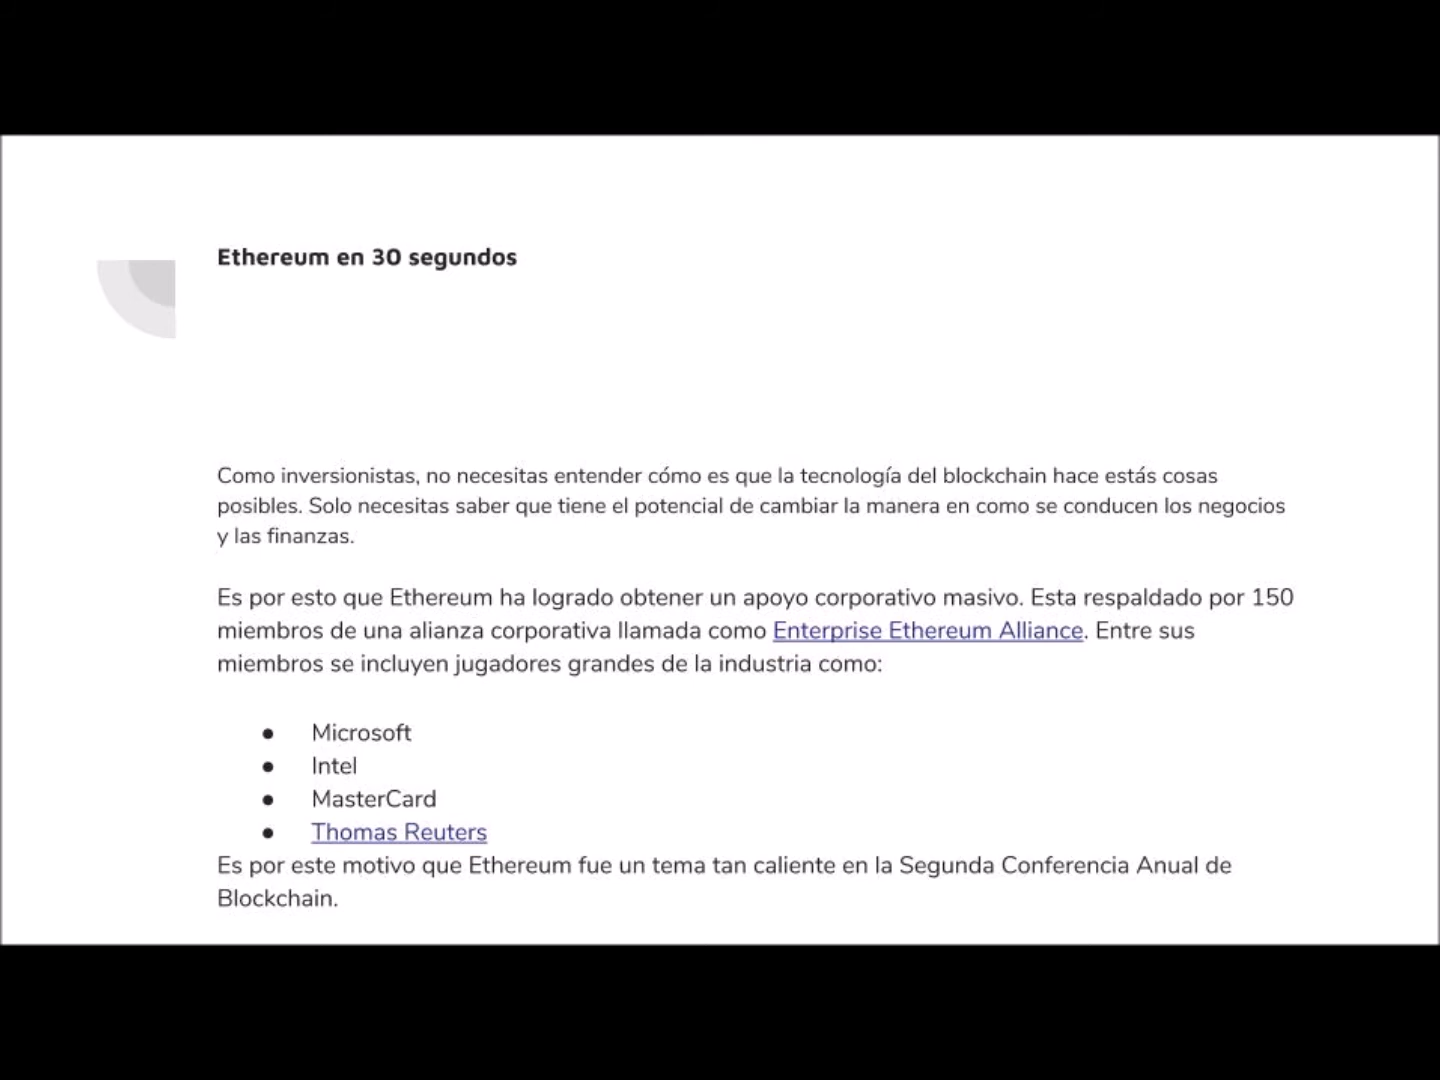 Ethereum en 30 segundos
Como inversionistas, no necesitas entender cómo es que la tecnología del blockchain hace estás cosas
posibles. Solo necesitas saber que tiene el potencial de cambiar la manera en como se conducen los negocios
y las finanzas.
Es por esto que Ethereum ha logrado obtener un apoyo corporativo masivo. Esta respaldado por 150
miembros de una alianza corporativa llamada como Enterprise Ethereum Alliance. Entre sus
miembros se incluyen jugadores grandes de la industria como:
● Microsoft
● Intel
● MasterCard
● Thomas Reuters
Es por este motivo que Ethereum fue un tema tan caliente en la Segunda Conferencia Anual de
Blockchain.